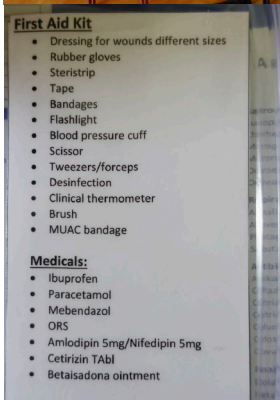 First Aid Kit
• Dressing for wounds different sizes
• Rubber gloves
• Steristrip
• Tape
• Bandages
• Flashlight
• Blood pressure cuff
• Scissor
• Tweezers/forceps
• Desinfection
• Clinical thermometer
• Brush
• MUAC bandage
Medicals:
• Ibuprofen
• Paracetamol
• Mebendazol
• ORS
• Amlodipin 5mg/Nifedipin 5mg
• Cetirizin TAbl
• Betaisadona ointment